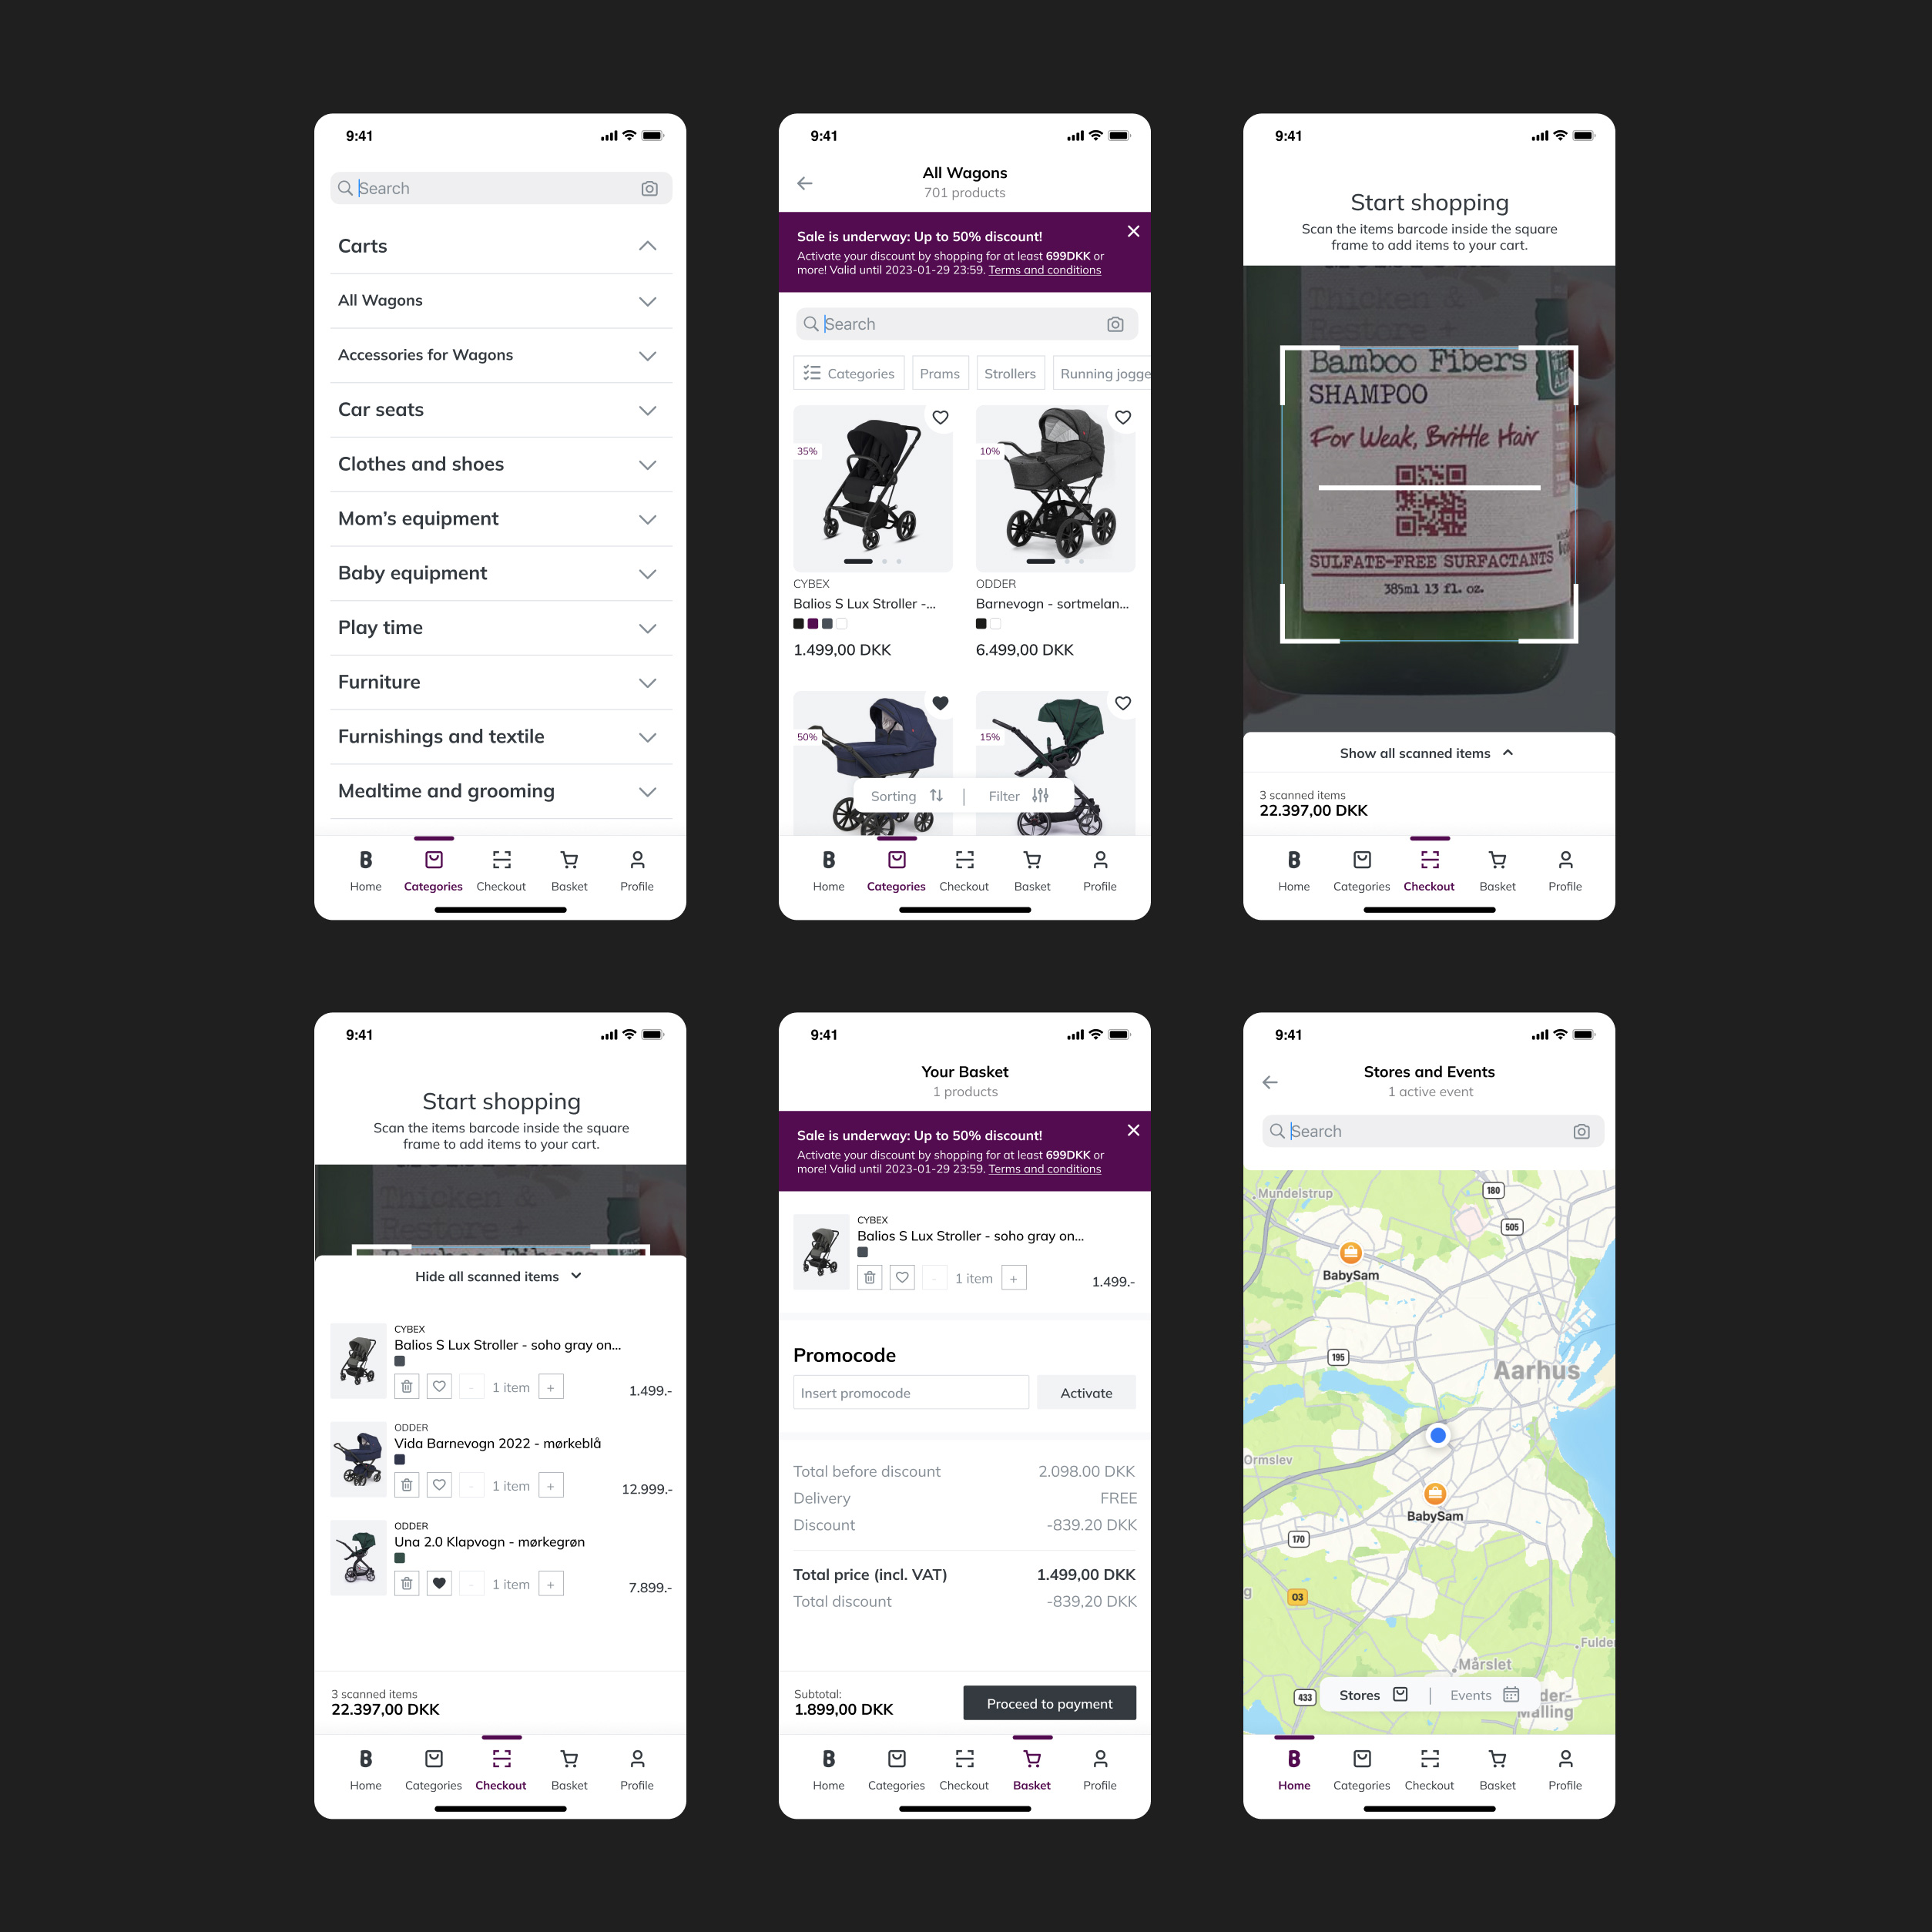 9:41
Search
Carts
All Wagons
Accessories for Wagons
Car seats
Clothes and shoes
Mom’s equipment
Baby equipment
Play time
Furniture
Furnishings and textile
Mealtime and grooming
Home Categories Checkout Basket Profile
9:41
All Wagons
701 products
Sale is underway: Up to 50% discount!
Activate your discount by shopping for at least 699DKK or
more! Valid until 2023-01-29 23:59. Terms and conditions
Search
Categories Prams Strollers Running jogge
35%
10%
CYBEX
Balios S Lux Stroller -...
1.499,00 DKK
ODDER
Barnevogn - sortmelan...
6.499,00 DKK
50%
15%
Sorting | Filter
Home Categories Checkout Basket Profile
9:41
Start shopping
Scan the items barcode inside the square
frame to add items to your cart.
Thicken &
Restore +
Bamboo Fibers
SHAMPOO
For Weak, Brittle Hair
SULFATE-FREE SURFACTANTS
385ml 13 fl. oz.
Show all scanned items
3 scanned items
22.397,00 DKK
Home Categories Checkout Basket Profile
9:41
Start shopping
Scan the items barcode inside the square
frame to add items to your cart.
Thicken &
Restore +
Bamboo Fibers
Hide all scanned items
CYBEX
Balios S Lux Stroller - soho gray on...
- 1 item +
1.499.-
ODDER
Vida Barnevogn 2022 - mørkeblå
- 1 item +
12.999.-
ODDER
Una 2.0 Klapvogn - mørkegrøn
- 1 item +
7.899.-
3 scanned items
22.397,00 DKK
Home Categories Checkout Basket Profile
9:41
Your Basket
1 products
Sale is underway: Up to 50% discount!
Activate your discount by shopping for at least 699DKK or
more! Valid until 2023-01-29 23:59. Terms and conditions
CYBEX
Balios S Lux Stroller - soho gray on...
- 1 item +
1.499.-
Promocode
Insert promocode Activate
Total before discount 2.098.00 DKK
Delivery FREE
Discount -839.20 DKK
Total price (incl. VAT) 1.499,00 DKK
Total discount -839,20 DKK
Subtotal:
1.899,00 DKK
Proceed to payment
Home Categories Checkout Basket Profile
9:41
Stores and Events
1 active event
Search
Mundelstrup
180
505
BabySam
195
Aarhus
Ormslev
BabySam
170
g
03
Fulde
Mårslet
433
Stores | Events
der-
Malling
B
Home Categories Checkout Basket Profile